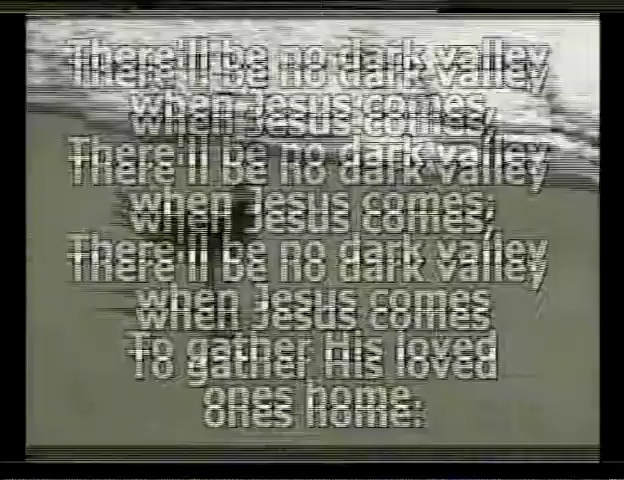 There'll be no dark valley
when Jesus comes,
There'll be no dark valley
when Jesus comes;
There'll be no dark valley
when Jesus comes
To gather His loved
ones home.